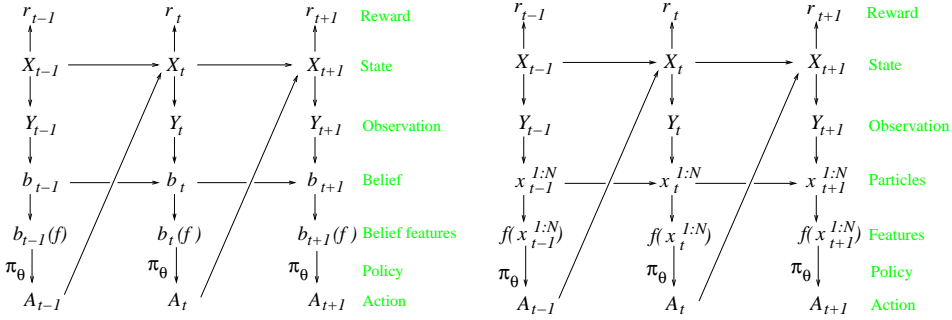 r_{t-1} r_t r_{t+1} Reward
X_{t-1} X_t X_{t+1} State
Y_{t-1} Y_t Y_{t+1} Observation
b_{t-1} b_t b_{t+1} Belief
b_{t-1}(f) b_t(f) b_{t+1}(f) Belief features
π_θ π_θ π_θ Policy
A_{t-1} A_t A_{t+1} Action
r_{t-1} r_t r_{t+1} Reward
X_{t-1} X_t X_{t+1} State
Y_{t-1} Y_t Y_{t+1} Observation
x_{t-1}^{1:N} x_t^{1:N} x_{t+1}^{1:N} Particles
f(x_{t-1}^{1:N}) f(x_t^{1:N}) f(x_{t+1}^{1:N}) Features
π_θ π_θ π_θ Policy
A_{t-1} A_t A_{t+1} Action